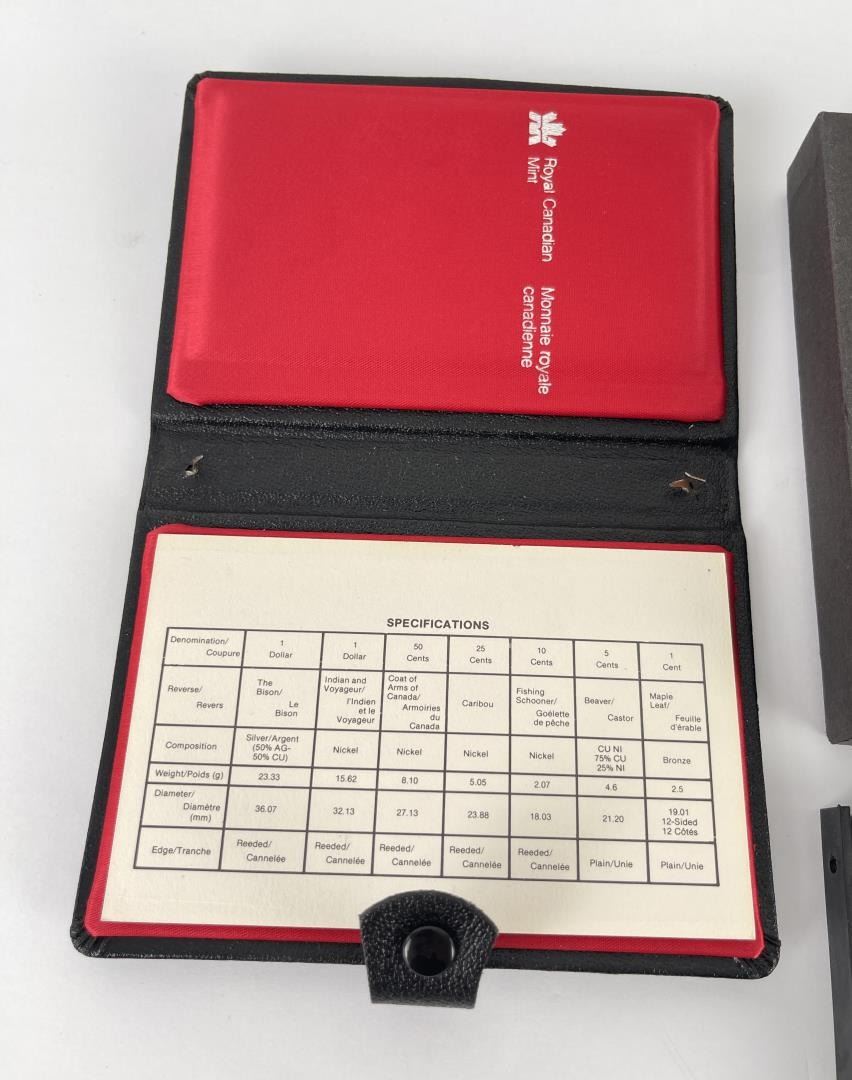 Royal Canadian
Mint
Monnaie royale
canadienne
SPECIFICATIONS
Denomination/
Coupure
1
Dollar
1
Dollar
50
Cents
25
Cents
10
Cents
5
Cents
1
Cent
Reverse/
Revers
The
Bison/
Le
Bison
Indian and
Voyageur/
l'Indien
et le
Voyageur
Coat of
Arms of
Canada/
Armoiries
du
Canada
Caribou
Fishing
Schooner/
Goélette
de pêche
Beaver/
Castor
Maple
Leaf/
Feuille
d'érable
Composition
Silver/Argent
(50% AG-
50% CU)
Nickel
Nickel
Nickel
Nickel
CU NI
75% CU
25% NI
Bronze
Weight/Poids (g)
23.33
15.62
8.10
5.05
2.07
4.6
2.5
Diameter/
Diamètre
(mm)
36.07
32.13
27.13
23.88
18.03
21.20
19.01
12-Sided
12 Côtés
Edge/Tranche
Reeded/
Cannelée
Reeded/
Cannelée
Reeded/
Cannelée
Reeded/
Cannelée
Reeded/
Cannelée
Plain/Unie
Plain/Unie